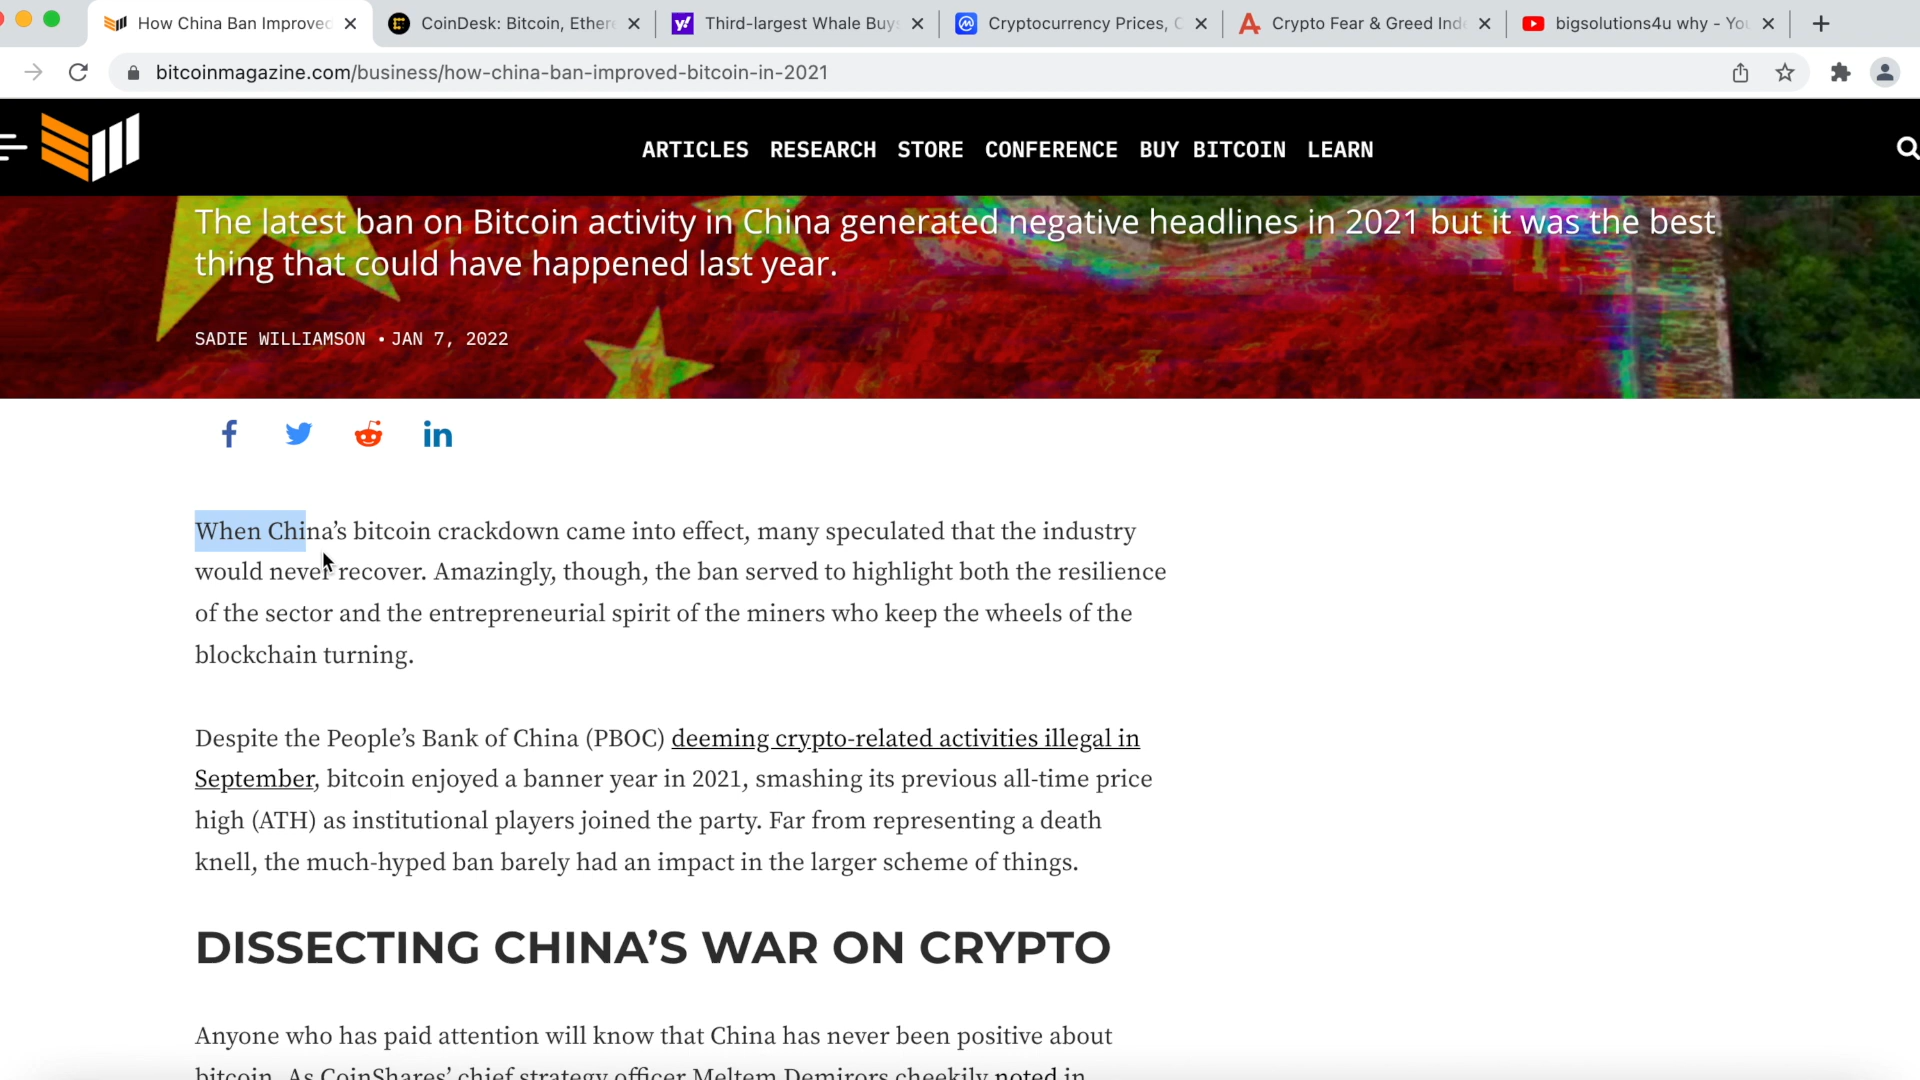 How China Ban Improved
CoinDesk: Bitcoin, Ethere
Third-largest Whale Buys
Cryptocurrency Prices, C
Crypto Fear & Greed Inde
bigsolutions4u why - You
bitcoinmagazine.com/business/how-china-ban-improved-bitcoin-in-2021
ARTICLES RESEARCH STORE CONFERENCE BUY BITCOIN LEARN
The latest ban on Bitcoin activity in China generated negative headlines in 2021 but it was the best
thing that could have happened last year.
SADIE WILLIAMSON • JAN 7, 2022
When China’s bitcoin crackdown came into effect, many speculated that the industry
would never recover. Amazingly, though, the ban served to highlight both the resilience
of the sector and the entrepreneurial spirit of the miners who keep the wheels of the
blockchain turning.
Despite the People’s Bank of China (PBOC) deeming crypto-related activities illegal in
September, bitcoin enjoyed a banner year in 2021, smashing its previous all-time price
high (ATH) as institutional players joined the party. Far from representing a death
knell, the much-hyped ban barely had an impact in the larger scheme of things.
DISSECTING CHINA’S WAR ON CRYPTO
Anyone who has paid attention will know that China has never been positive about
bitcoin. As CoinShares’ chief strategy officer Meltem Demirors cheekily noted in